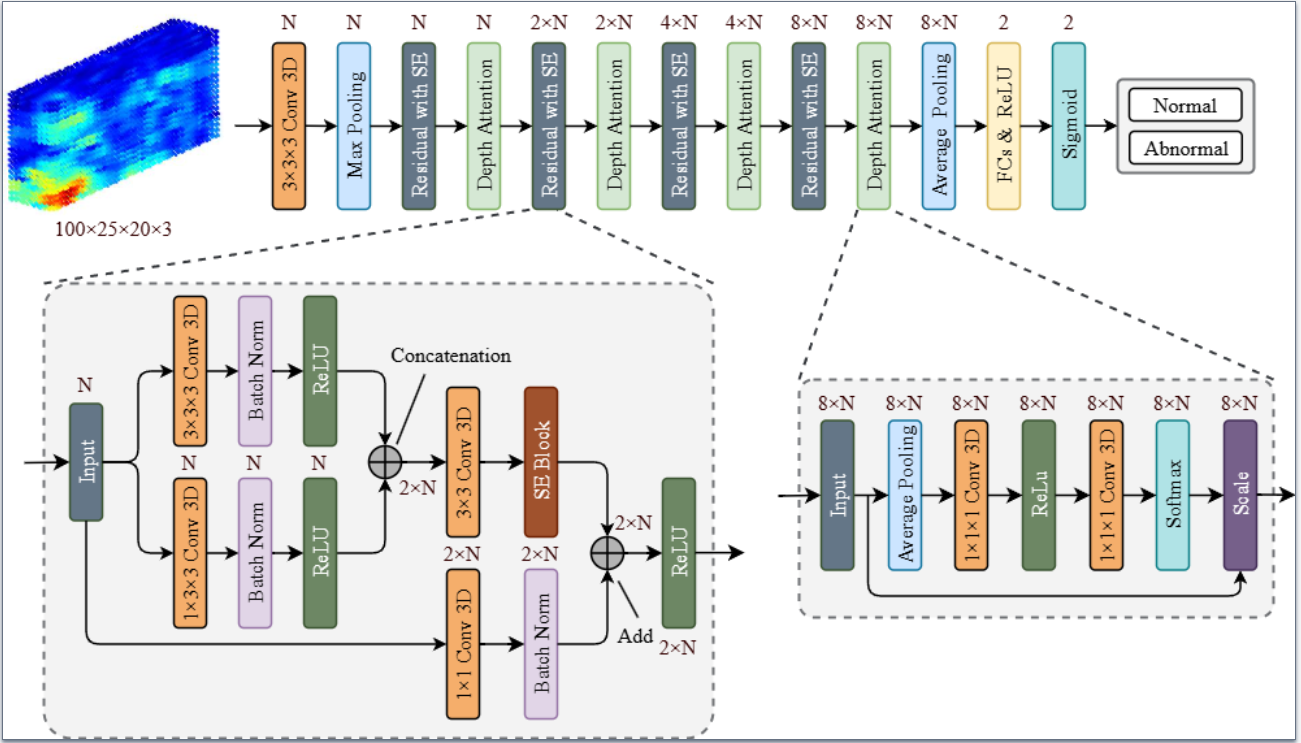 N N N N 2×N 2×N 4×N 4×N 8×N 8×N 8×N 2 2
3×3×3 Conv 3D
Max Pooling
Residual with SE
Depth Attention
Residual with SE
Depth Attention
Residual with SE
Depth Attention
Residual with SE
Depth Attention
Average Pooling
FCs & ReLU
Sigmoid
Normal
Abnormal
100×25×20×3
3×3×3 Conv 3D
Batch Norm
ReLU
Concatenation
N
Input
N N N
1×3×3 Conv 3D
Batch Norm
ReLU
2×N
3×3 Conv 3D
SE Block
2×N
2×N 2×N
1×1 Conv 3D
Batch Norm
Add
ReLU
2×N
8×N 8×N 8×N 8×N 8×N 8×N 8×N
Input
Average Pooling
1×1×1 Conv 3D
ReLu
1×1×1 Conv 3D
Softmax
Scale